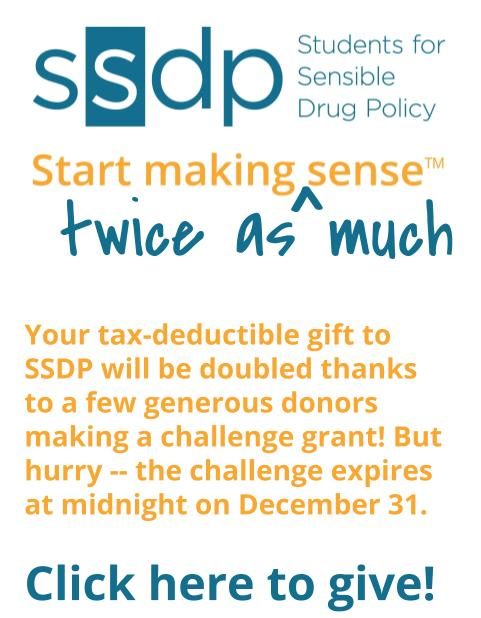 ssdp
Students for
Sensible
Drug Policy
Start making sense™
twice as much
Your tax-deductible gift to
SSDP will be doubled thanks
to a few generous donors
making a challenge grant! But
hurry -- the challenge expires
at midnight on December 31.
Click here to give!